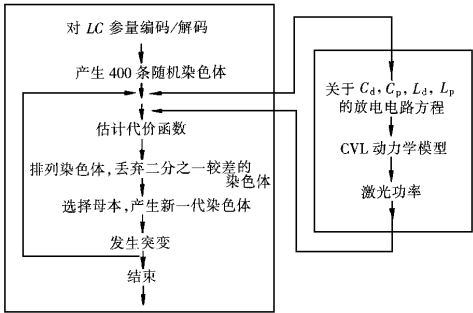 对 LC 参量编码/解码
产生 400 条随机染色体
估计代价函数
排列染色体,丢弃二分之一较差的
染色体
选择母本,产生新一代染色体
发生突变
结束
关于 Cd, Cp, Ld, Lp
的放电电路方程
CVL 动力学模型
激光功率